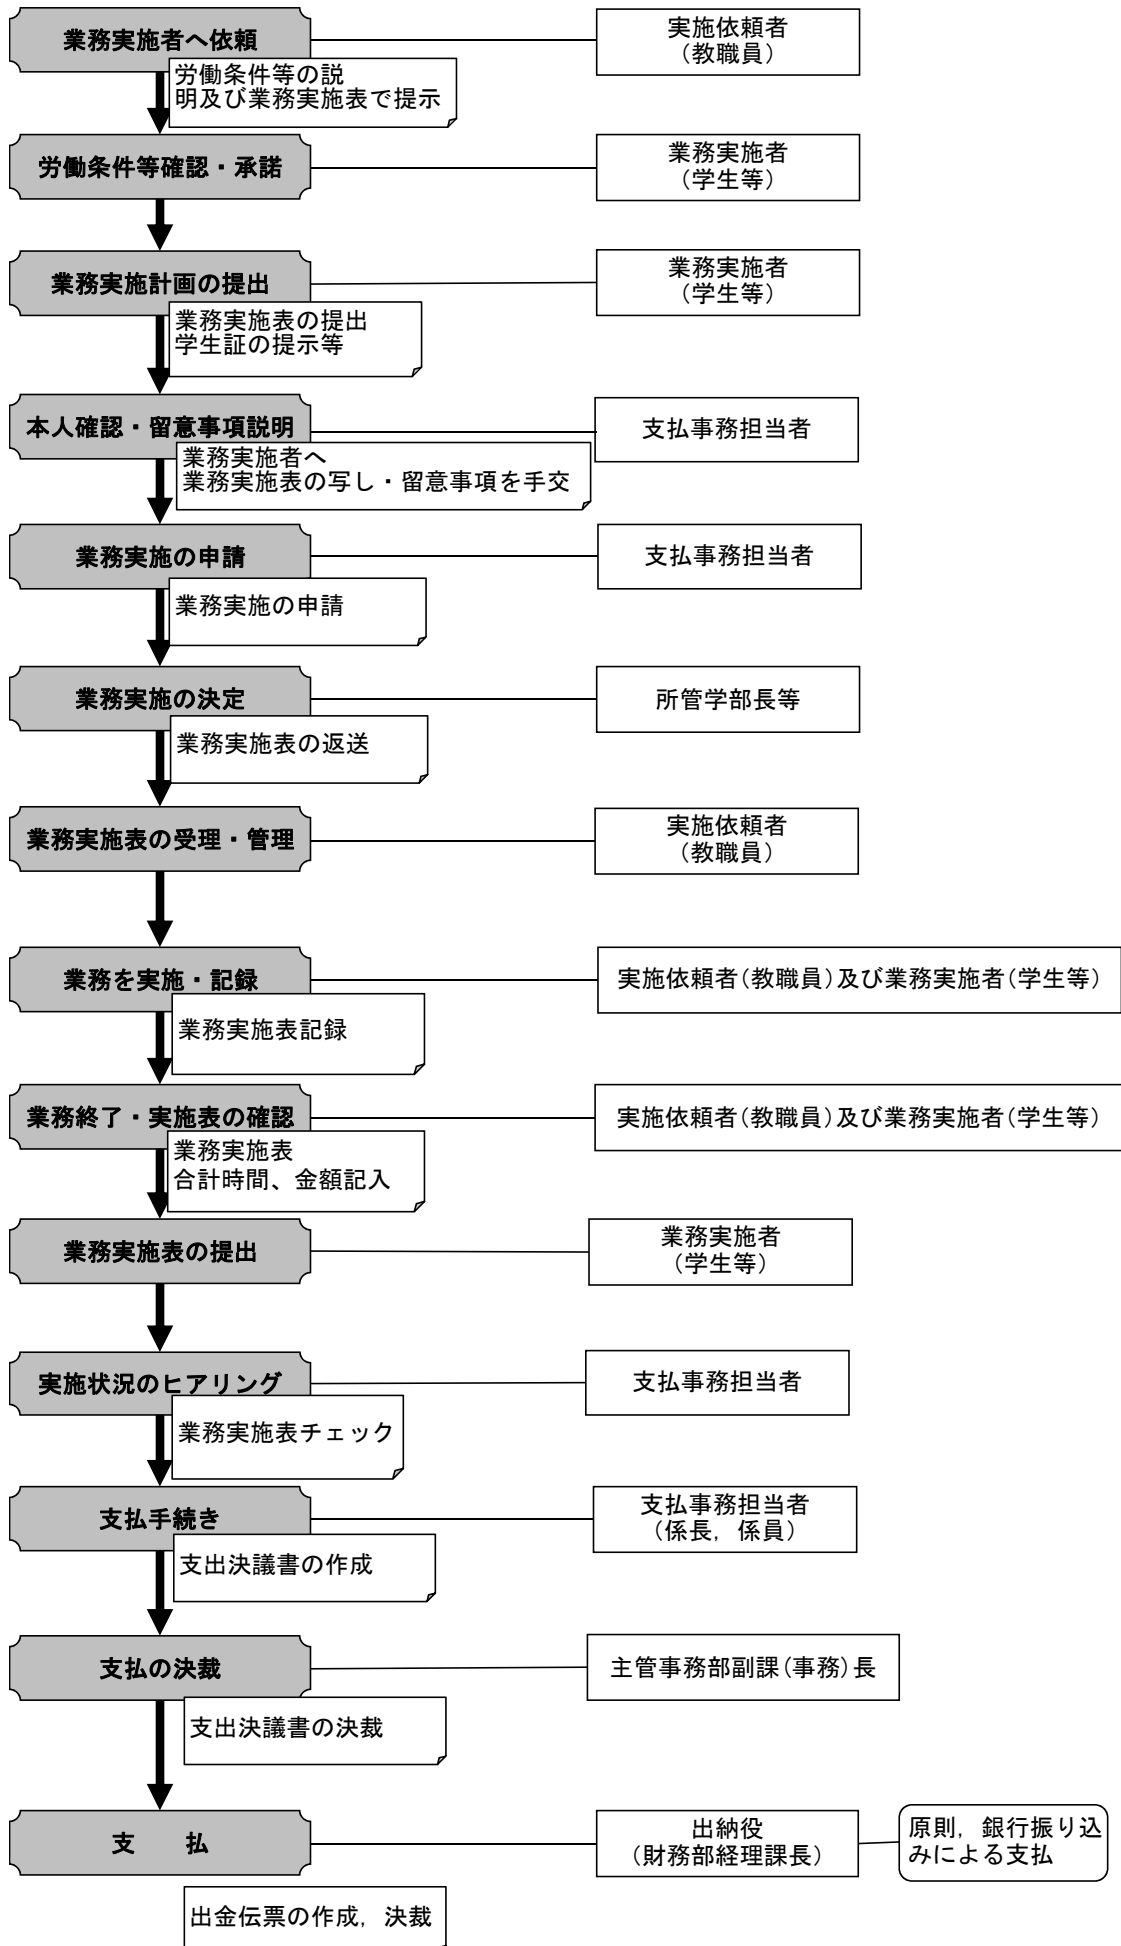 業務実施者へ依頼
実施依頼者
（教職員）
労働条件等の説
明及び業務実施表で提示
労働条件等確認・承諾
業務実施者
（学生等）
業務実施計画の提出
業務実施者
（学生等）
業務実施表の提出
学生証の提示等
本人確認・留意事項説明
支払事務担当者
業務実施者へ
業務実施表の写し・留意事項を手交
業務実施の申請
支払事務担当者
業務実施の申請
業務実施の決定
所管学部長等
業務実施表の返送
業務実施表の受理・管理
実施依頼者
（教職員）
業務を実施・記録
実施依頼者(教職員)及び業務実施者(学生等)
業務実施表記録
業務終了・実施表の確認
実施依頼者(教職員)及び業務実施者(学生等)
業務実施表
合計時間、金額記入
業務実施表の提出
業務実施者
（学生等）
実施状況のヒアリング
支払事務担当者
業務実施表チェック
支払手続き
支払事務担当者
（係長，係員）
支出決議書の作成
支払の決裁
主管事務部副課(事務)長
支出決議書の決裁
支　　払
出納役
（財務部経理課長）
原則，銀行振り込
みによる支払
出金伝票の作成，決裁